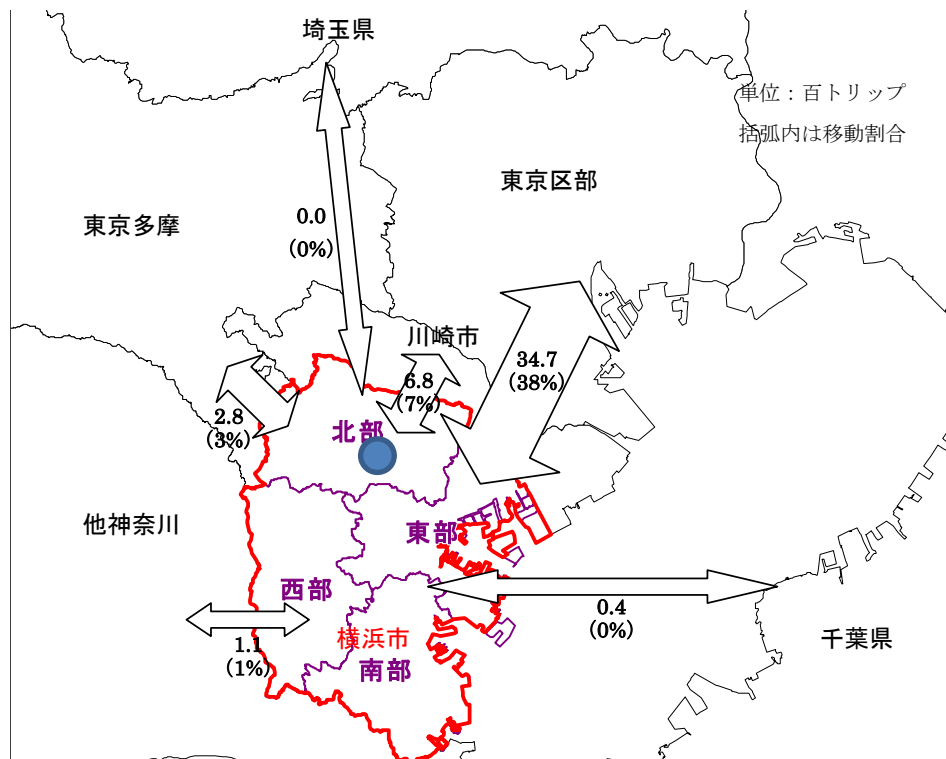 埼玉県
単位：百トリップ
括弧内は移動割合
東京区部
東京多摩
0.0
(0%)
川崎市
34.7
(38%)
6.8
(7%)
2.8
(3%)
北部
他神奈川
東部
西部
0.4
(0%)
千葉県
横浜市
1.1
(1%)
南部